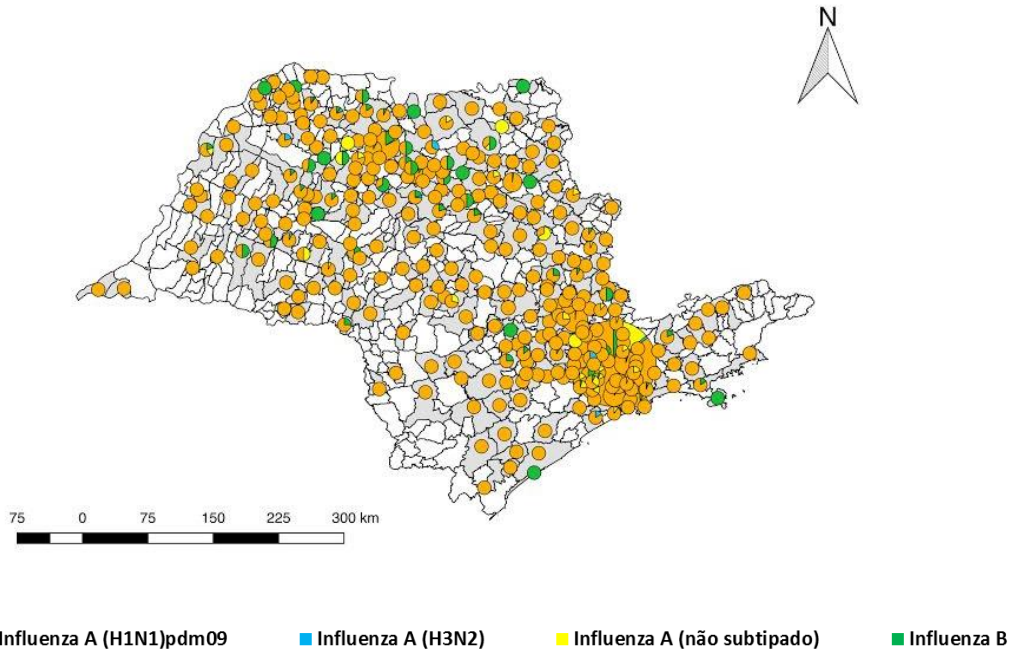 N
75 0 75 150 225 300 km
Influenza A (H1N1)pdm09 Influenza A (H3N2) Influenza A (não subtipado) Influenza B